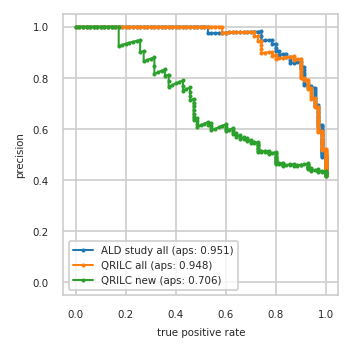 1.0
0.8
0.6
0.4
0.2
0.0
precision
ALD study all (aps: 0.951)
QRILC all (aps: 0.948)
QRILC new (aps: 0.706)
0.0 0.2 0.4 0.6 0.8 1.0
true positive rate